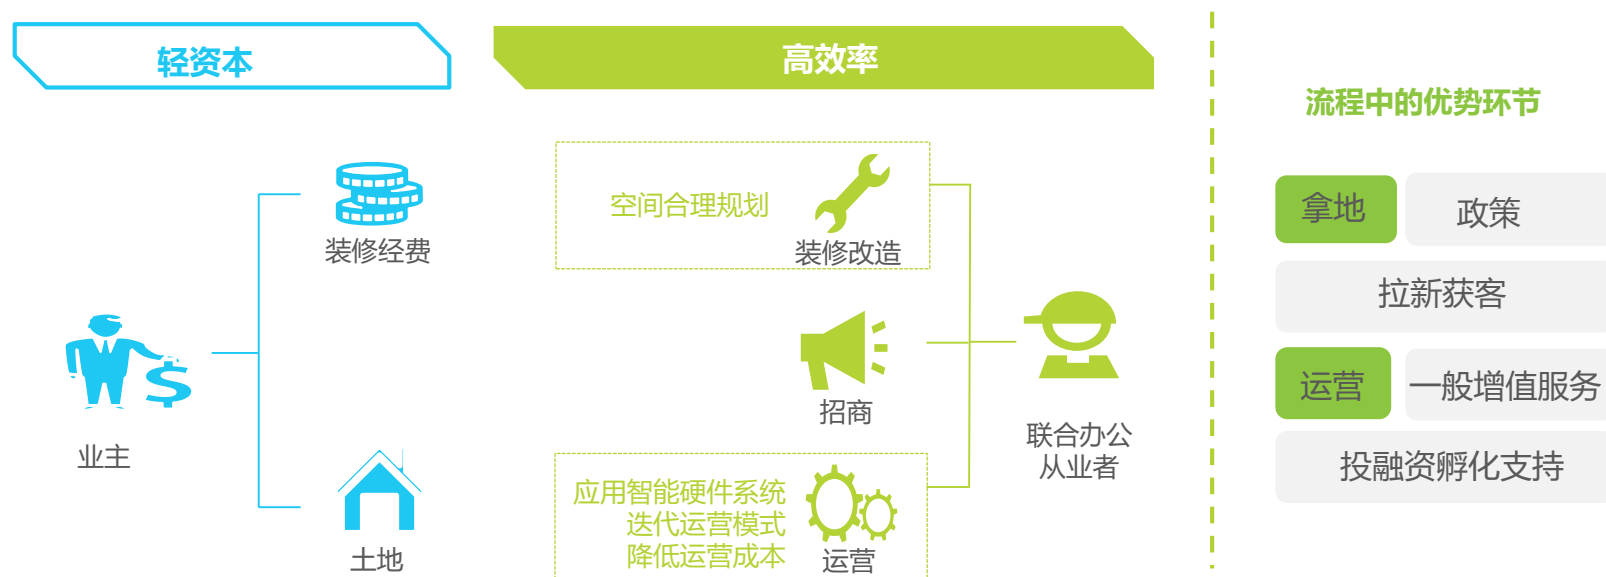 轻资本
高效率
流程中的优势环节
装修经费
业主
土地
空间合理规划
装修改造
招商
应用智能硬件系统
迭代运营模式
降低运营成本
运营
联合办公
从业者
拿地
政策
拉新获客
运营
一般增值服务
投融资孵化支持